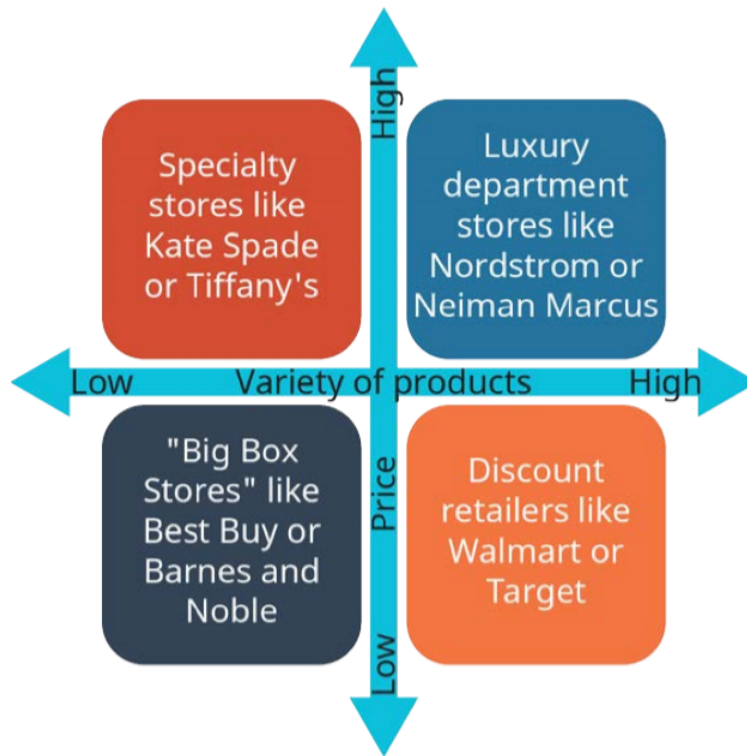 High
Specialty
stores like
Kate Spade
or Tiffany's
Luxury
department
stores like
Nordstrom or
Neiman Marcus
Low
Variety of products
High
"Big Box
Stores" like
Best Buy or
Barnes and
Noble
Price
Discount
retailers like
Walmart or
Target
Low